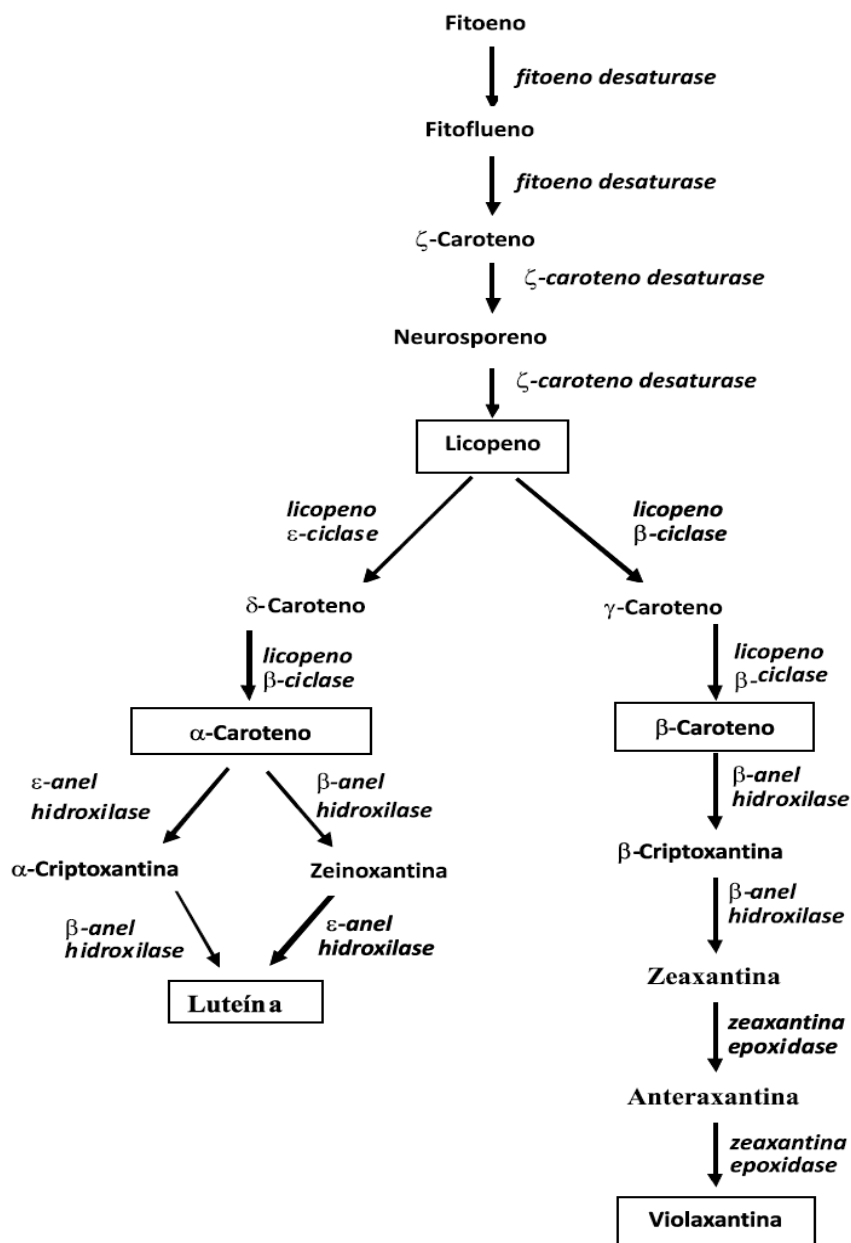 Fitoeno
fitoeno desaturase
Fitoflueno
fitoeno desaturase
ζ-Caroteno
ζ-caroteno desaturase
Neurosporeno
ζ-caroteno desaturase
Licopeno
licopeno
ε-ciclase
licopeno
β-ciclase
δ-Caroteno
γ-Caroteno
licopeno
β-ciclase
licopeno
β-ciclase
α-Caroteno
β-Caroteno
ε-anel
hidroxilase
β-anel
hidroxilase
β-anel
hidroxilase
α-Criptoxantina
Zeinoxantina
β-Criptoxantina
β-anel
hidroxilase
ε-anel
hidroxilase
β-anel
hidroxilase
Luteína
Zeaxantina
zeaxantina
epoxidase
Anteraxantina
zeaxantina
epoxidase
Violaxantina